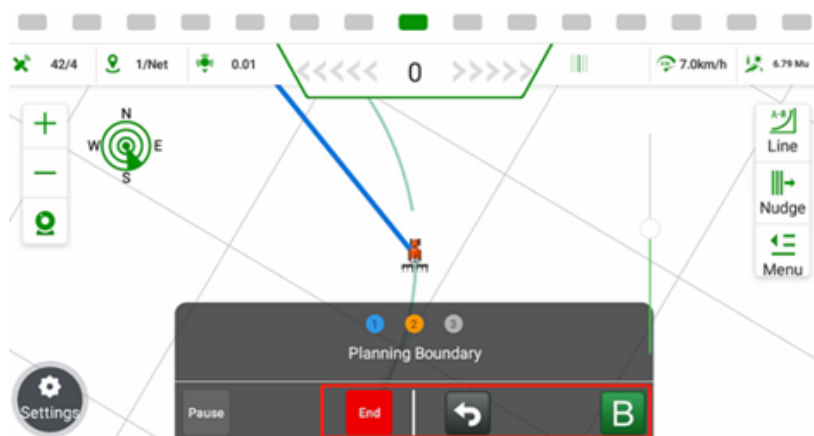 42/4
1/Net
0.01
<<<<< 0 >>>>>
7.0km/h
6.79 Mu
+
−
N
W
E
S
A-B
Line
Nudge
Menu
1 2 3
Planning Boundary
Settings
Pause
End
B